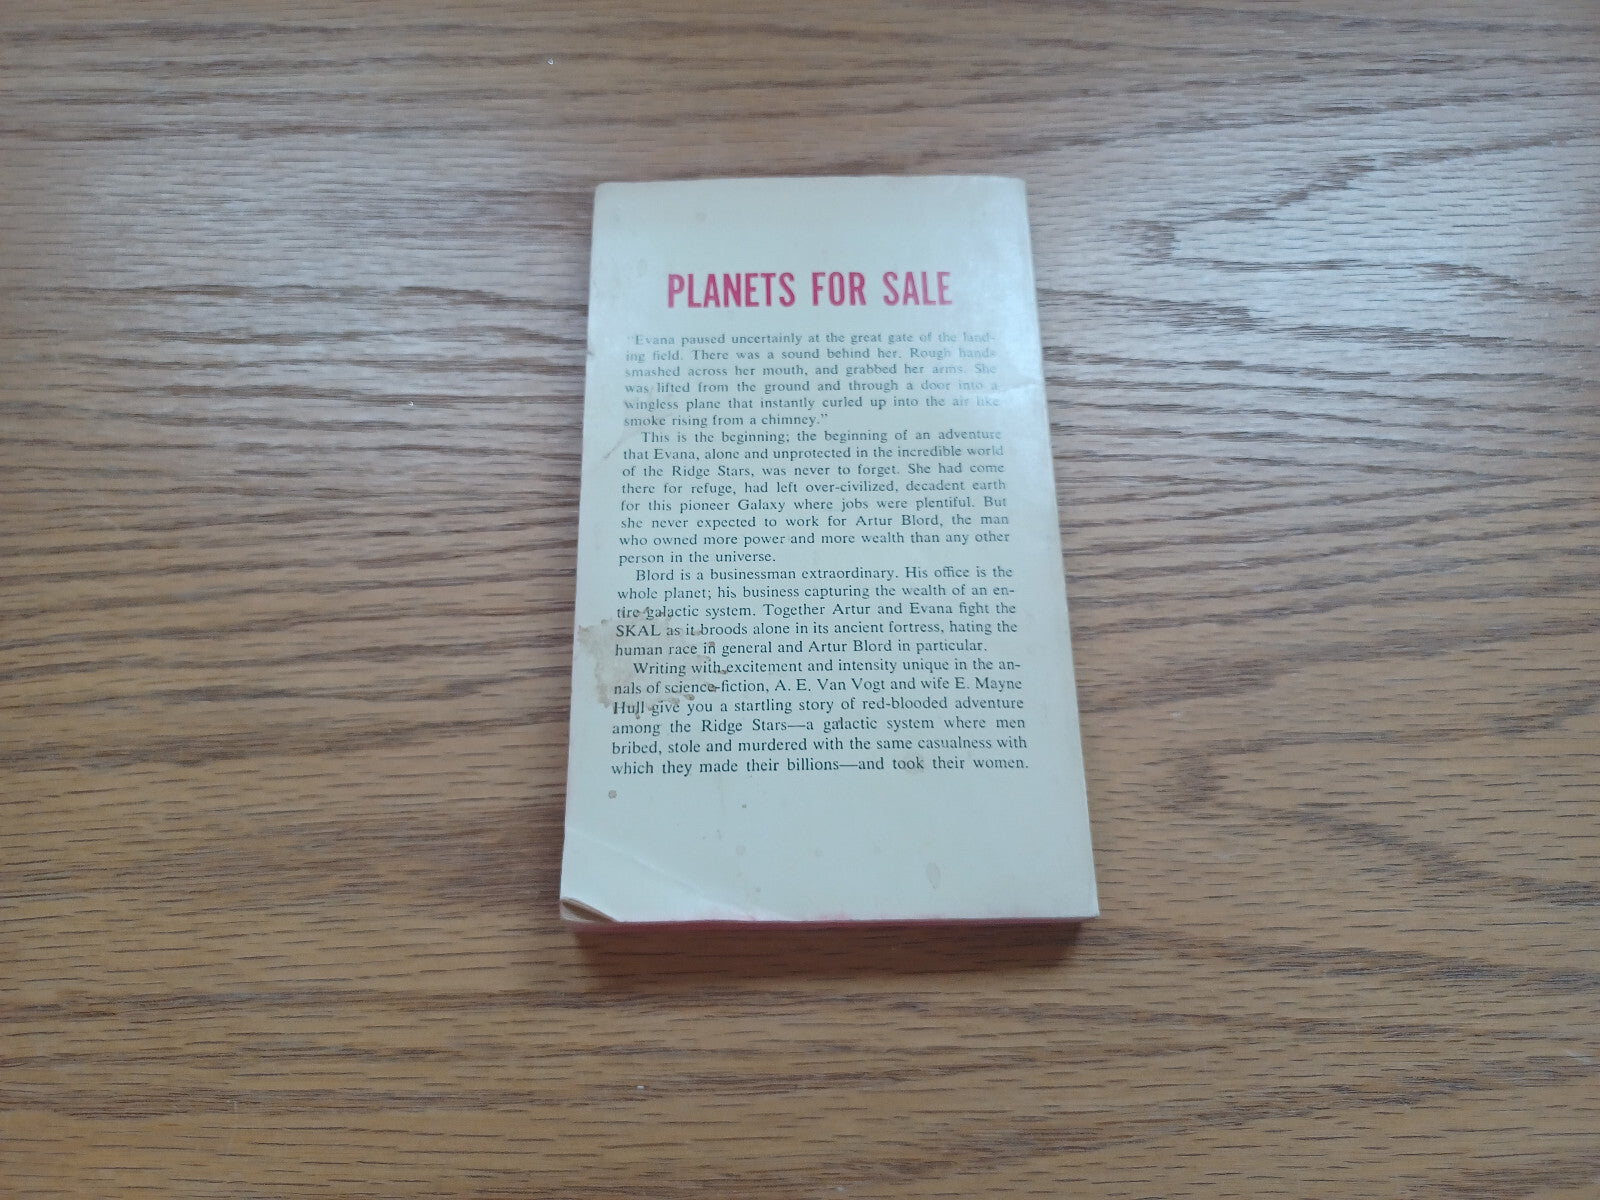 PLANETS FOR SALE
"Evana paused uncertainly at the great gate of the land-
ing field. There was a sound behind her. Rough hands
smashed across her mouth, and grabbed her arms. She
was lifted from the ground and through a door into a
wingless plane that instantly curled up into the air like
smoke rising from a chimney."
This is the beginning; the beginning of an adventure
that Evana, alone and unprotected in the incredible world
of the Ridge Stars, was never to forget. She had come
there for refuge, had left over-civilized, decadent earth
for this pioneer Galaxy where jobs were plentiful. But
she never expected to work for Artur Blord, the man
who owned more power and more wealth than any other
person in the universe.
Blord is a businessman extraordinary. His office is the
whole planet; his business capturing the wealth of an en-
tire galactic system. Together Artur and Evana fight the
SKAL as it broods alone in its ancient fortress, hating the
human race in general and Artur Blord in particular.
Writing with excitement and intensity unique in the an-
nals of science-fiction, A. E. Van Vogt and wife E. Mayne
Hull give you a startling story of red-blooded adventure
among the Ridge Stars—a galactic system where men
bribed, stole and murdered with the same casualness with
which they made their billions—and took their women.